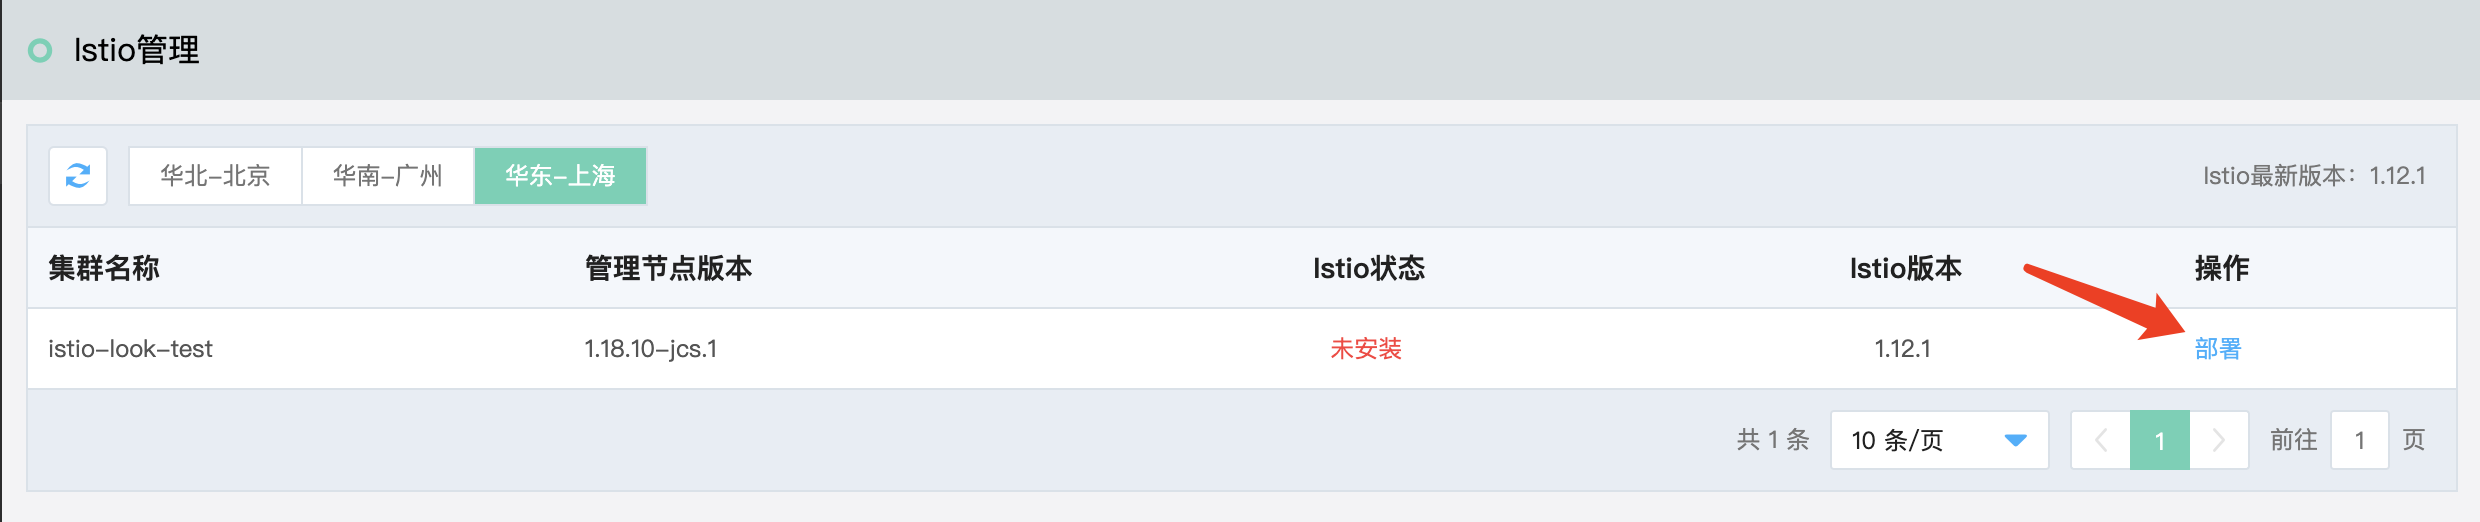 Istio管理
华北-北京 华南-广州 华东-上海 Istio最新版本：1.12.1
集群名称 管理节点版本 Istio状态 Istio版本 操作
istio-look-test 1.18.10-jcs.1 未安装 1.12.1 部署
共 1 条 10 条/页 1 前往 1 页